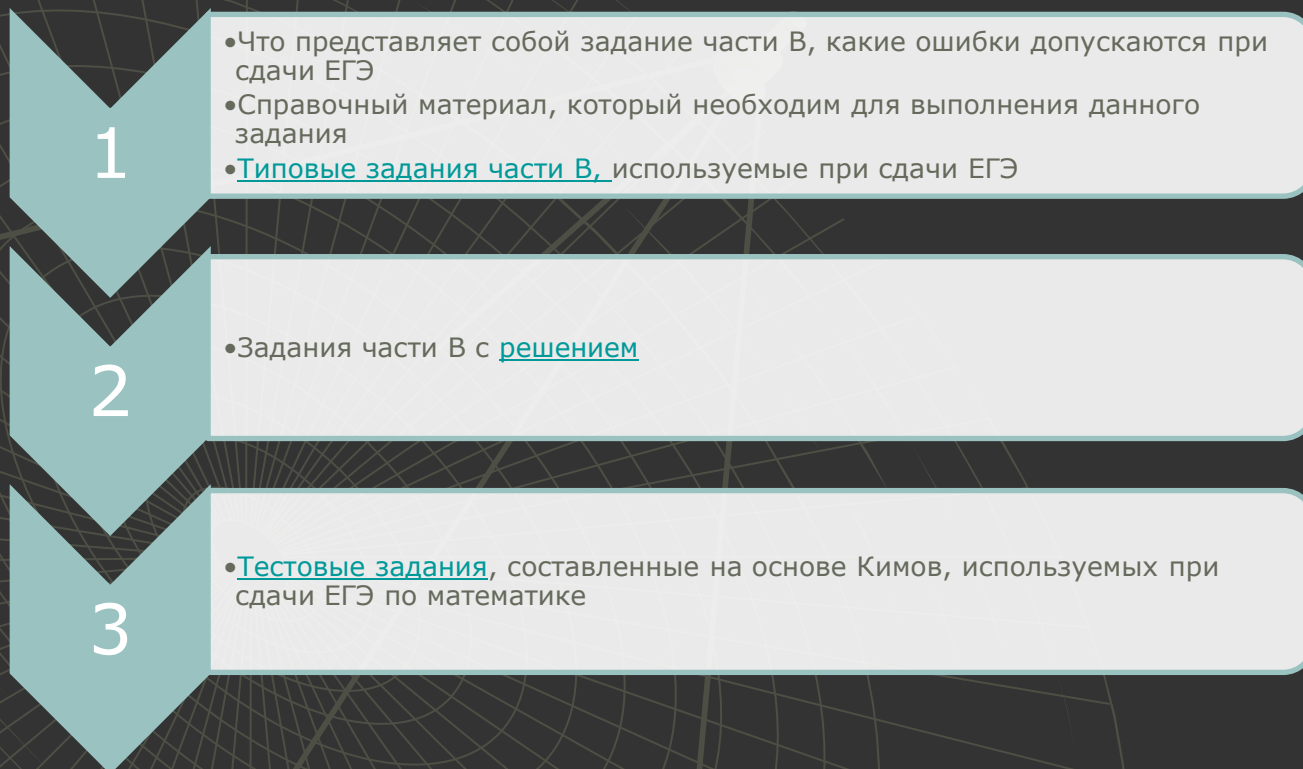 1
•Что представляет собой задание части В, какие ошибки допускаются при
сдачи ЕГЭ
•Справочный материал, который необходим для выполнения данного
задания
•Типовые задания части В, используемые при сдачи ЕГЭ
2
•Задания части В с решением
3
•Тестовые задания, составленные на основе Кимов, используемых при
сдачи ЕГЭ по математике